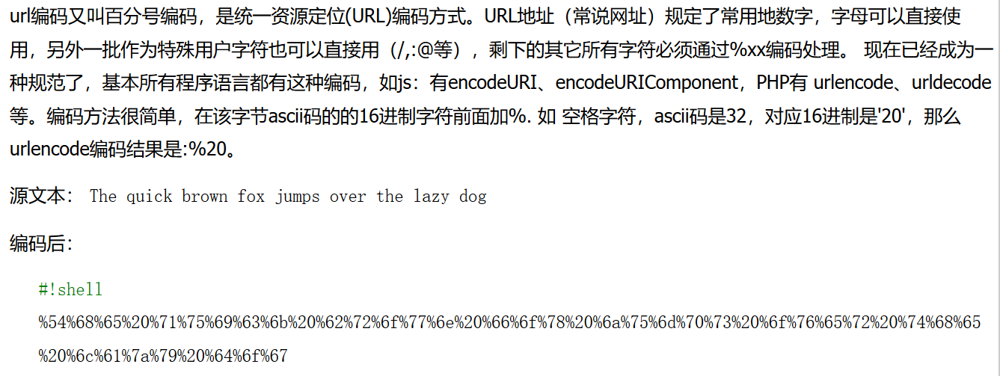 url编码又叫百分号编码，是统一资源定位(URL)编码方式。URL地址（常说网址）规定了常用地数字，字母可以直接使
用，另外一批作为特殊用户字符也可以直接用（/,:@等），剩下的其它所有字符必须通过%xx编码处理。 现在已经成为一
种规范了，基本所有程序语言都有这种编码，如js：有encodeURI、encodeURIComponent，PHP有 urlencode、urldecode
等。编码方法很简单，在该字节ascii码的的16进制字符前面加%. 如 空格字符，ascii码是32，对应16进制是'20'，那么
urlencode编码结果是:%20。
源文本： The quick brown fox jumps over the lazy dog
编码后：
#!shell
%54%68%65%20%71%75%69%63%6b%20%62%72%6f%77%6e%20%66%6f%78%20%6a%75%6d%70%73%20%6f%76%65%72%20%74%68%65
%20%6c%61%7a%79%20%64%6f%67